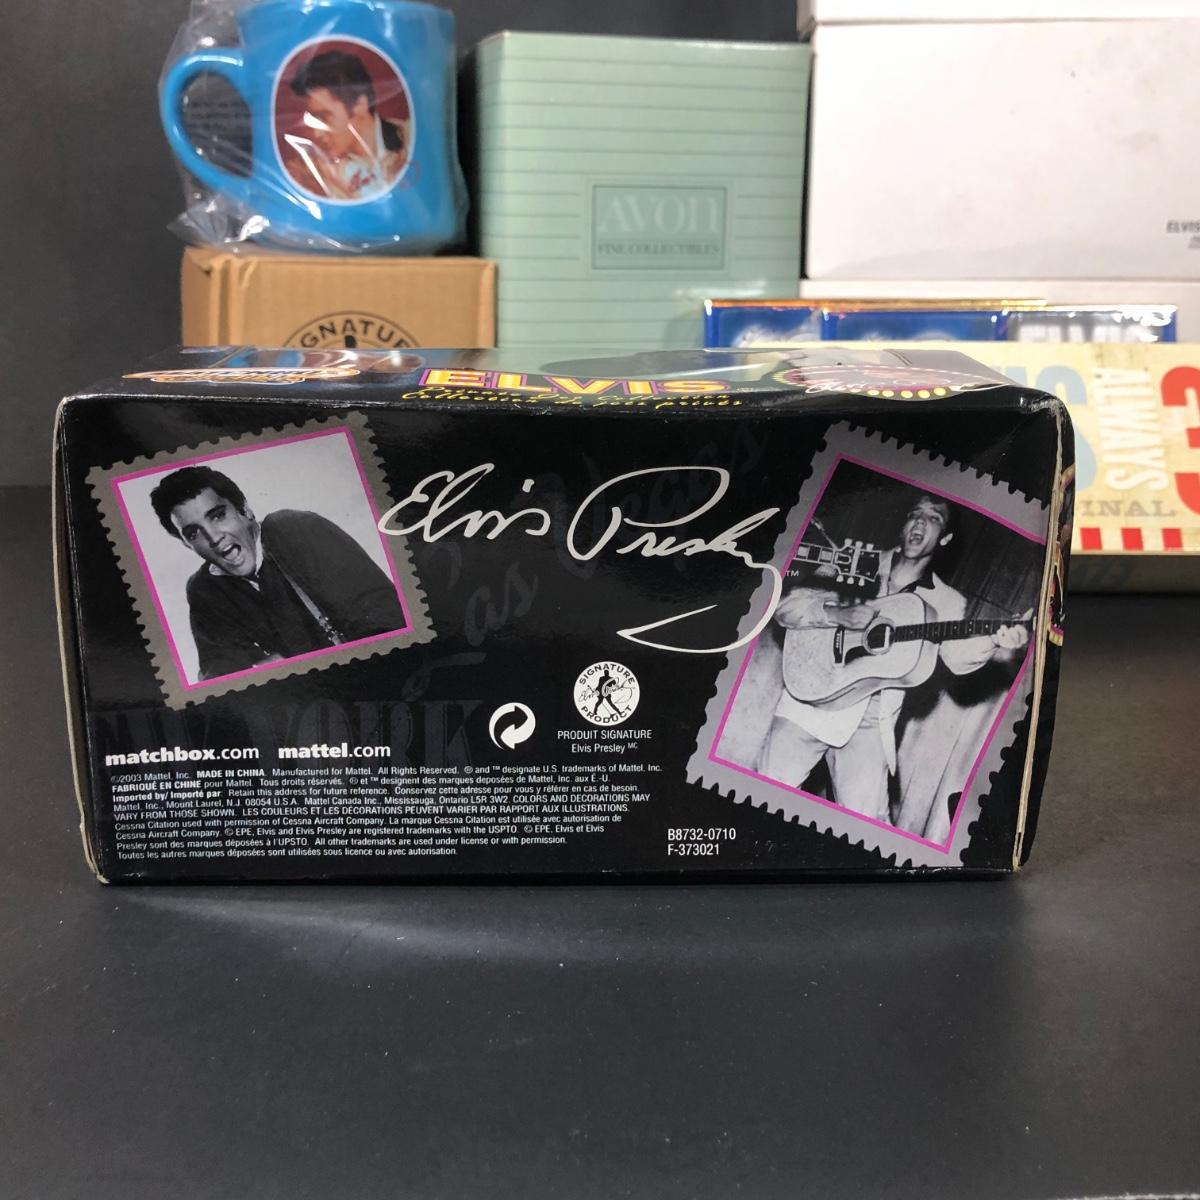 AVON
FINE COLLECTIBLES
ELVIS
SIGNATU
ALWAYS
INAL
ELVIS
Elvis Presley
Las Vegas
NEW YORK
TM
SIGNATURE
PRODUCT
PRODUIT SIGNATURE
Elvis Presley MC
matchbox.com mattel.com
©2003 Mattel, Inc. MADE IN CHINA. Manufactured for Mattel. All Rights Reserved. ® and ™ designate U.S. trademarks of Mattel, Inc.
FABRIQUÉ EN CHINE pour Mattel. Tous droits réservés. ® et ™ designent des marques deposées de Mattel, Inc. aux É.-U.
Imported by/ Importé par: Retain this address for future reference. Conservez cette adresse pour vous y référer en cas de besoin.
Mattel, Inc., Mount Laurel, N.J. 08054 U.S.A. Mattel Canada Inc., Mississauga, Ontario L5R 3W2. COLORS AND DECORATIONS MAY
VARY FROM THOSE SHOWN. LES COULEURS ET LES DÉCORATIONS PEUVENT VARIER PAR RAPPORT AUX ILLUSTRATIONS.
Cessna Citation used with permission of Cessna Aircraft Company. La marque Cessna Citation est utilisée avec autorisation de
Cessna Aircraft Company. © EPE, Elvis and Elvis Presley are registered trademarks with the USPTO. © EPE, Elvis et Elvis
Presley sont des marques déposées à l'UPSTO. All other trademarks are used under license or with permission.
Toutes les autres marques déposées sont utilisées sous licence ou avec autorisation.
B8732-0710
F-373021